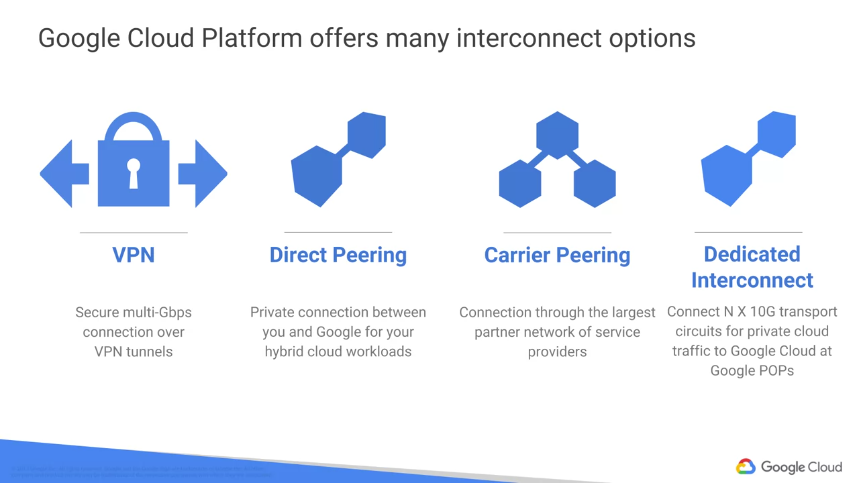 Google Cloud Platform offers many interconnect options
VPN
Secure multi-Gbps
connection over
VPN tunnels
Direct Peering
Private connection between
you and Google for your
hybrid cloud workloads
Carrier Peering
Connection through the largest
partner network of service
providers
Dedicated
Interconnect
Connect N X 10G transport
circuits for private cloud
traffic to Google Cloud at
Google POPs
Google Cloud